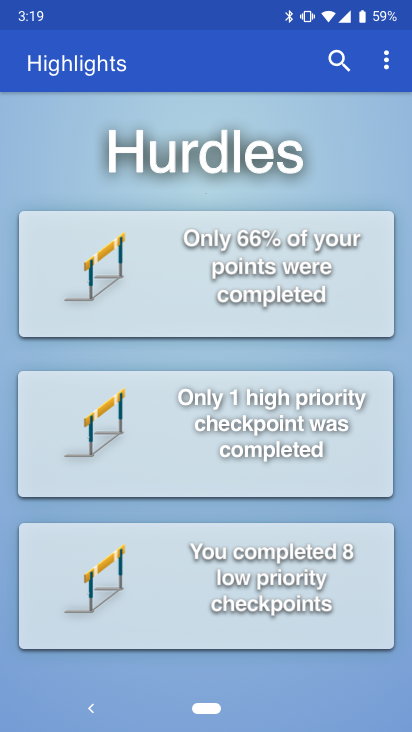 3:19
59%
Highlights
Hurdles
Only 66% of your
points were
completed
Only 1 high priority
checkpoint was
completed
You completed 8
low priority
checkpoints